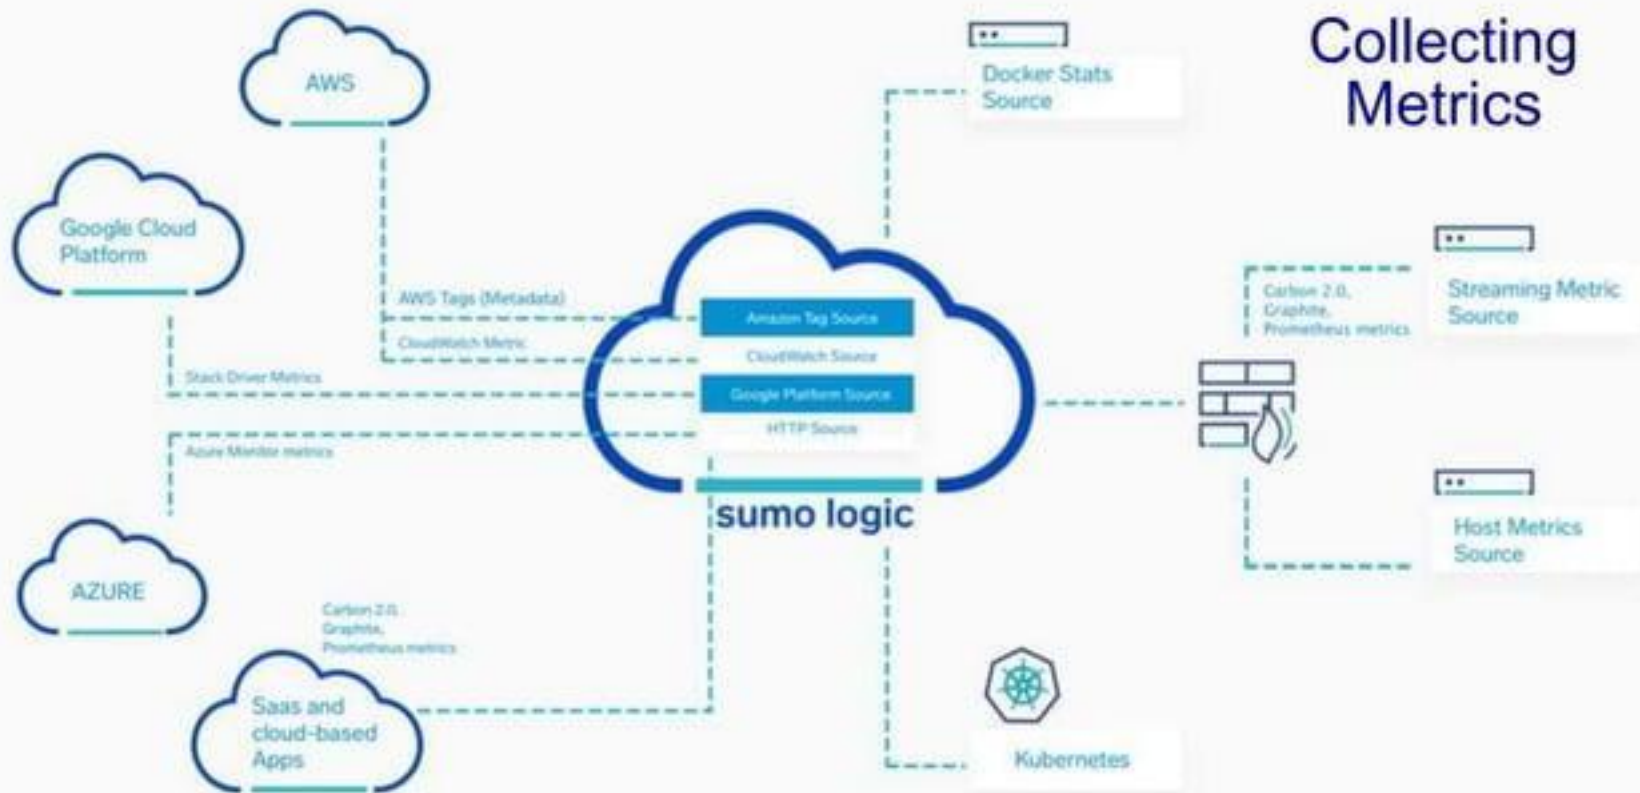 Collecting
Metrics
AWS
Docker Stats
Source
Google Cloud
Platform
AWS Tags (Metadata)
CloudWatch Metric
Stack Driver Metrics
Azure Monitor metrics
Amazon Tag Source
CloudWatch Source
Google Platform Source
HTTP Source
sumo logic
Carbon 2.0,
Graphite,
Prometheus metrics
Streaming Metric
Source
Host Metrics
Source
AZURE
Carbon 2.0,
Graphite,
Prometheus metrics
Saas and
cloud-based
Apps
Kubernetes